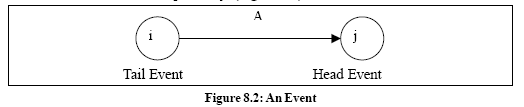 A
i j
Tail Event Head Event
Figure 8.2: An Event